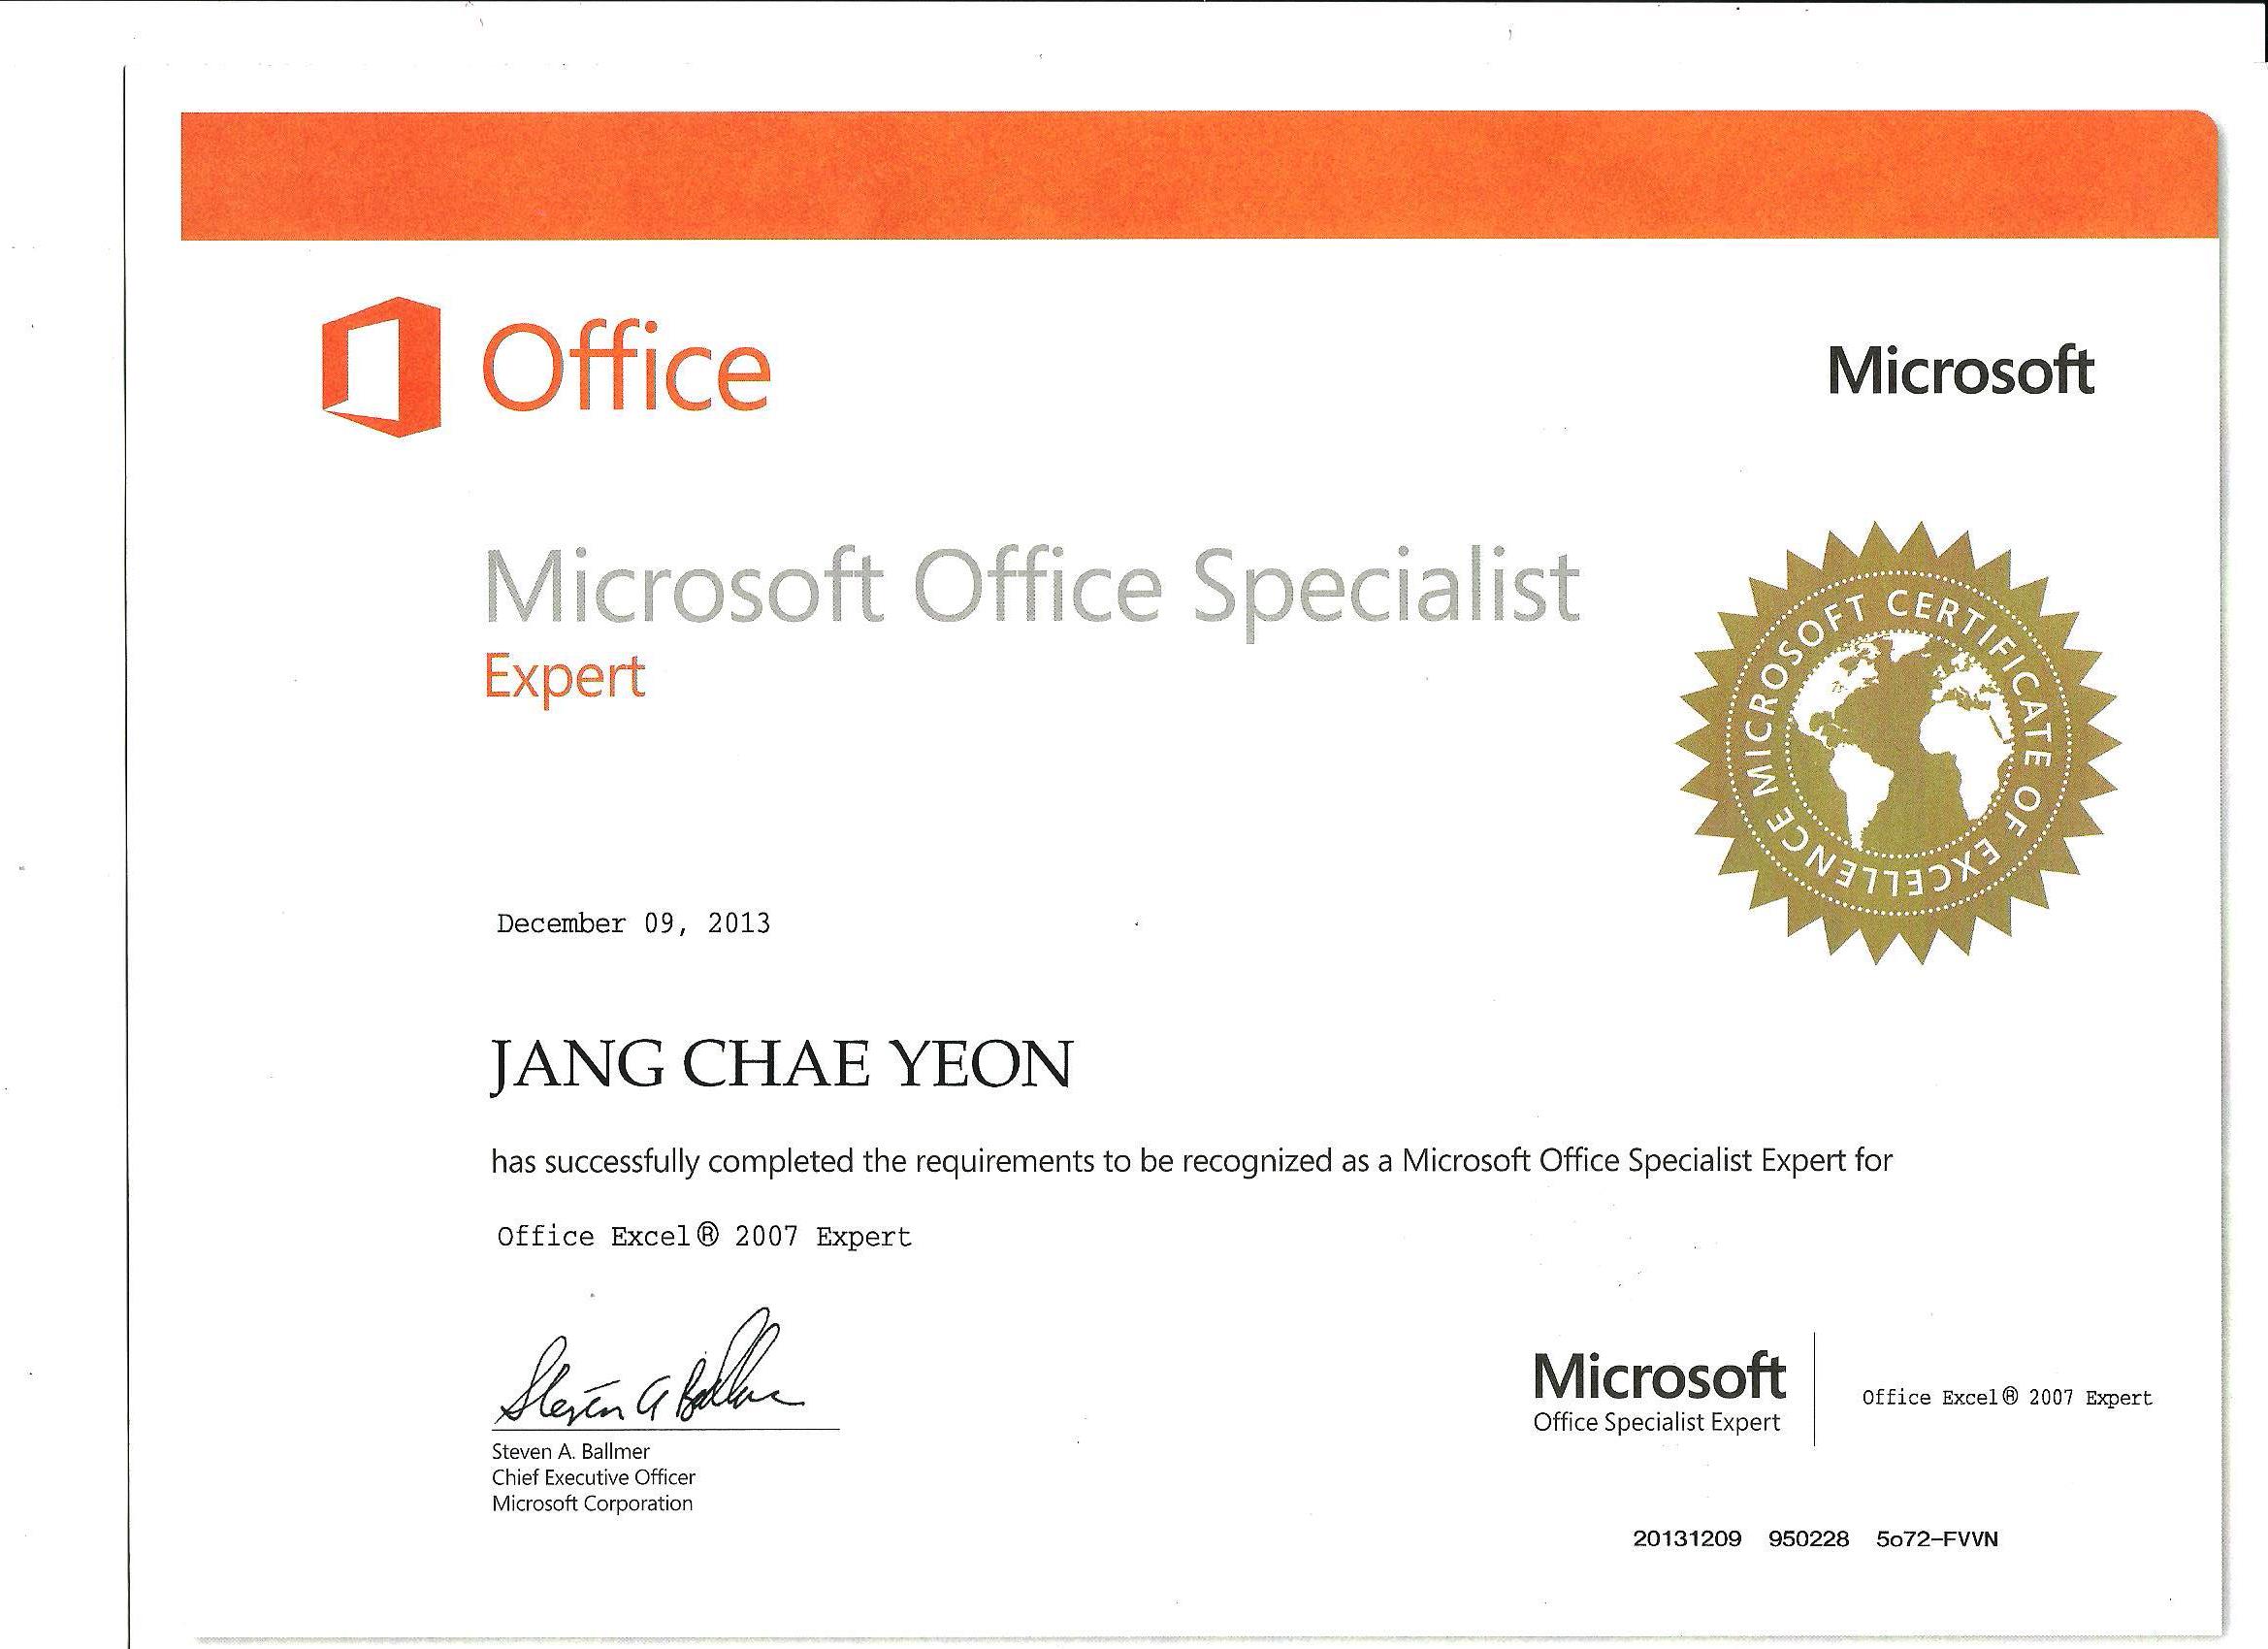 Office
Microsoft
Microsoft Office Specialist
Expert
MICROSOFT CERTIFICATE OF EXCELLENCE
December 09, 2013
JANG CHAE YEON
has successfully completed the requirements to be recognized as a Microsoft Office Specialist Expert for
Office Excel® 2007 Expert
Steven A Ballmer
Steven A. Ballmer
Chief Executive Officer
Microsoft Corporation
Microsoft
Office Specialist Expert
Office Excel® 2007 Expert
20131209 950228 5o72-FVVN